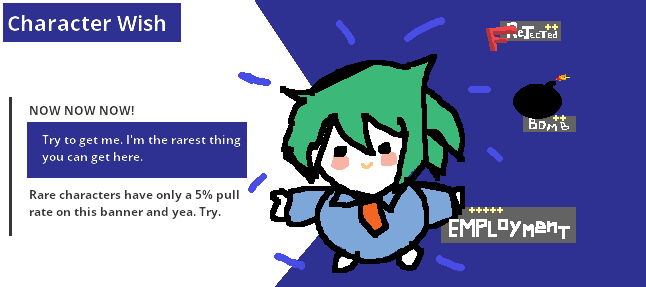 Character Wish
NOW NOW NOW!
Try to get me. I'm the rarest thing
you can get here.
Rare characters have only a 5% pull
rate on this banner and yea. Try.
F
ReJEcTed
BOMB
EMPLOymenT